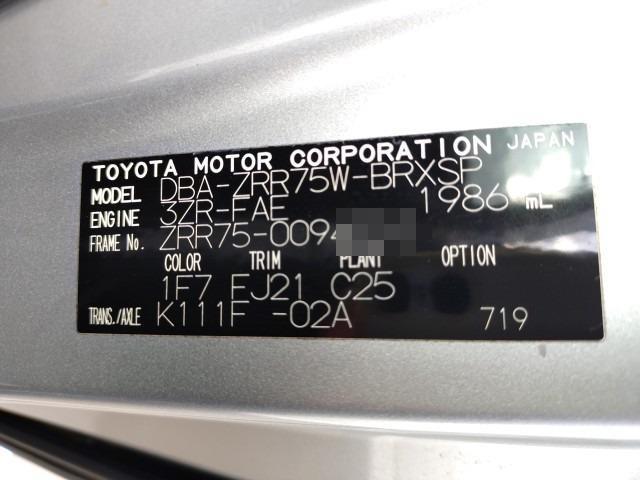 TOYOTA MOTOR CORPORATION JAPAN
MODEL DBA-ZRR75W-BRXSP
ENGINE 3ZR-FAE 1986 mL
FRAME No. ZRR75-0094
COLOR TRIM PLANT OPTION
1F7 FJ21 C25
TRANS./AXLE K111F -02A 719